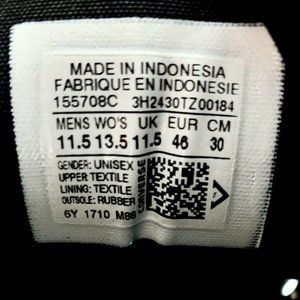 MADE IN INDONESIA
FABRIQUE EN INDONESIE
155708C 3H2430TZ00184
MENS WO'S UK EUR CM
11.5 13.5 11.5 46 30
GENDER: UNISEX
UPPER TEXTILE
LINING: TEXTILE
OUTSOLE: RUBBER
6Y 1710 M88
CONVERSE